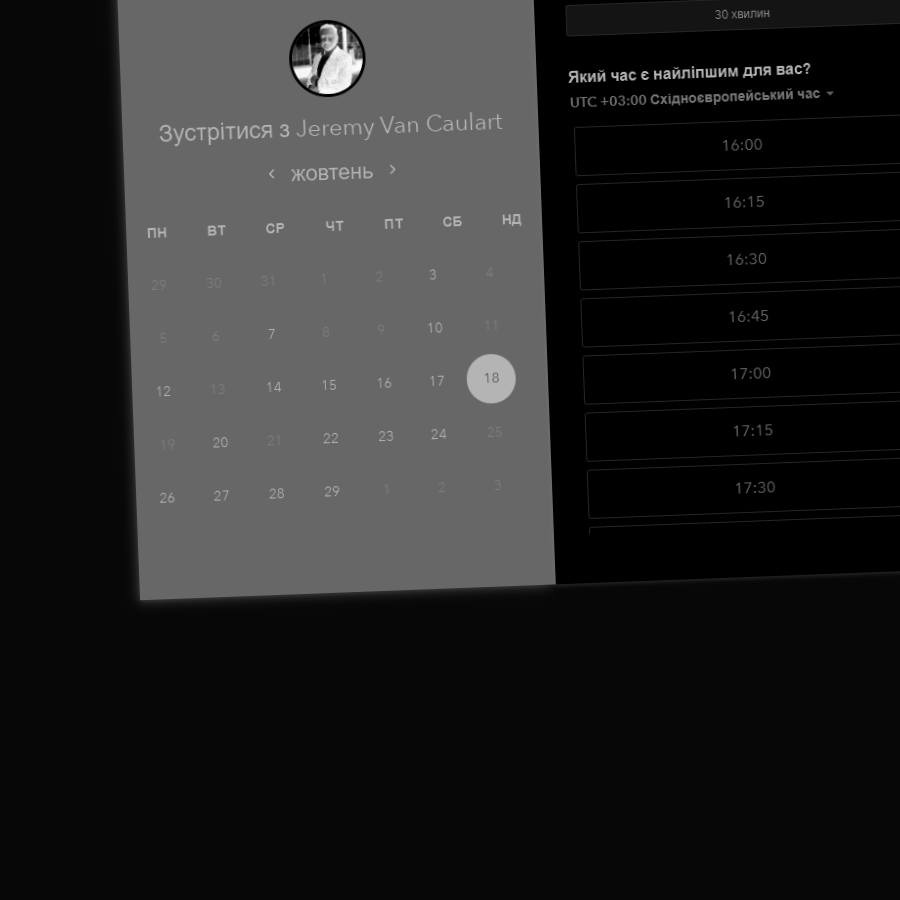 Зустрітися з Jeremy Van Caulart
‹ жовтень ›
ПН ВТ СР ЧТ ПТ СБ НД
29 30 31 1 2 3 4
5 6 7 8 9 10 11
12 13 14 15 16 17 18
19 20 21 22 23 24 25
26 27 28 29 1 2 3
30 хвилин
Який час є найліпшим для вас?
UTC +03:00 Східноєвропейський час
16:00
16:15
16:30
16:45
17:00
17:15
17:30